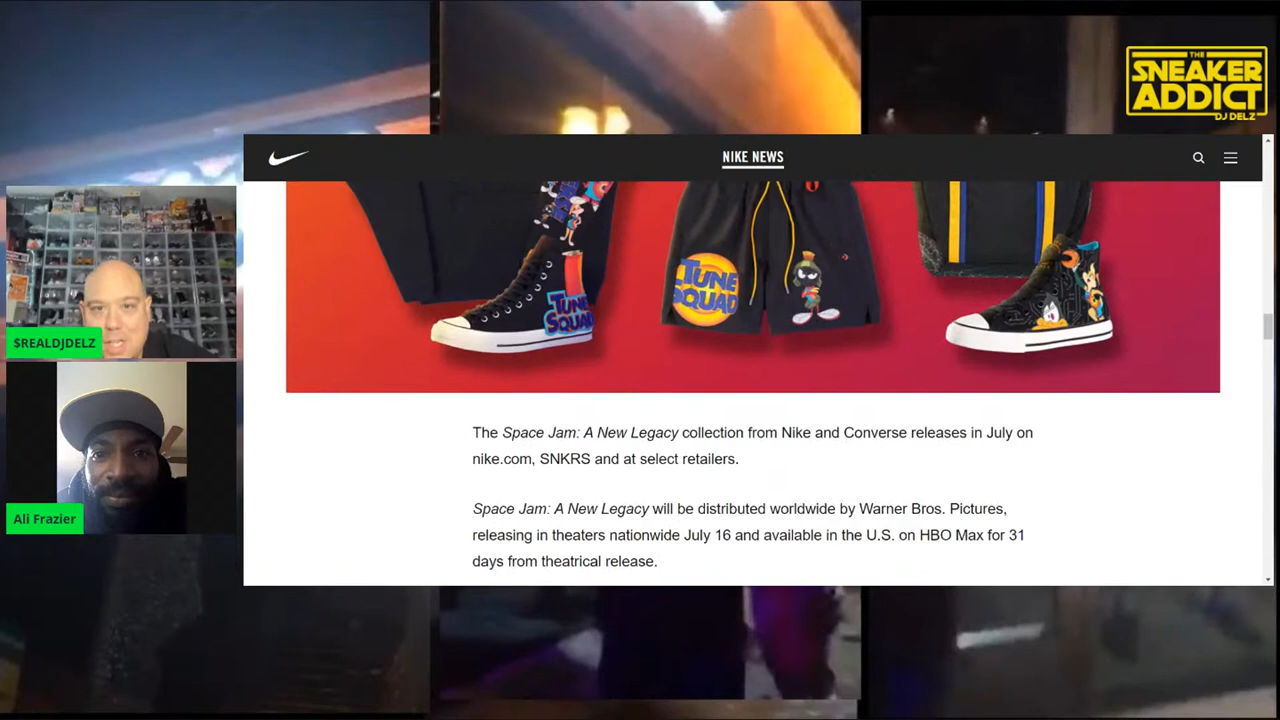 THE
SNEAKER
ADDICT
DJ DELZ
NIKE NEWS
TUNE
SQUAD
TUNE
SQUAD
$REALDJDELZ
Ali Frazier
The Space Jam: A New Legacy collection from Nike and Converse releases in July on
nike.com, SNKRS and at select retailers.
Space Jam: A New Legacy will be distributed worldwide by Warner Bros. Pictures,
releasing in theaters nationwide July 16 and available in the U.S. on HBO Max for 31
days from theatrical release.